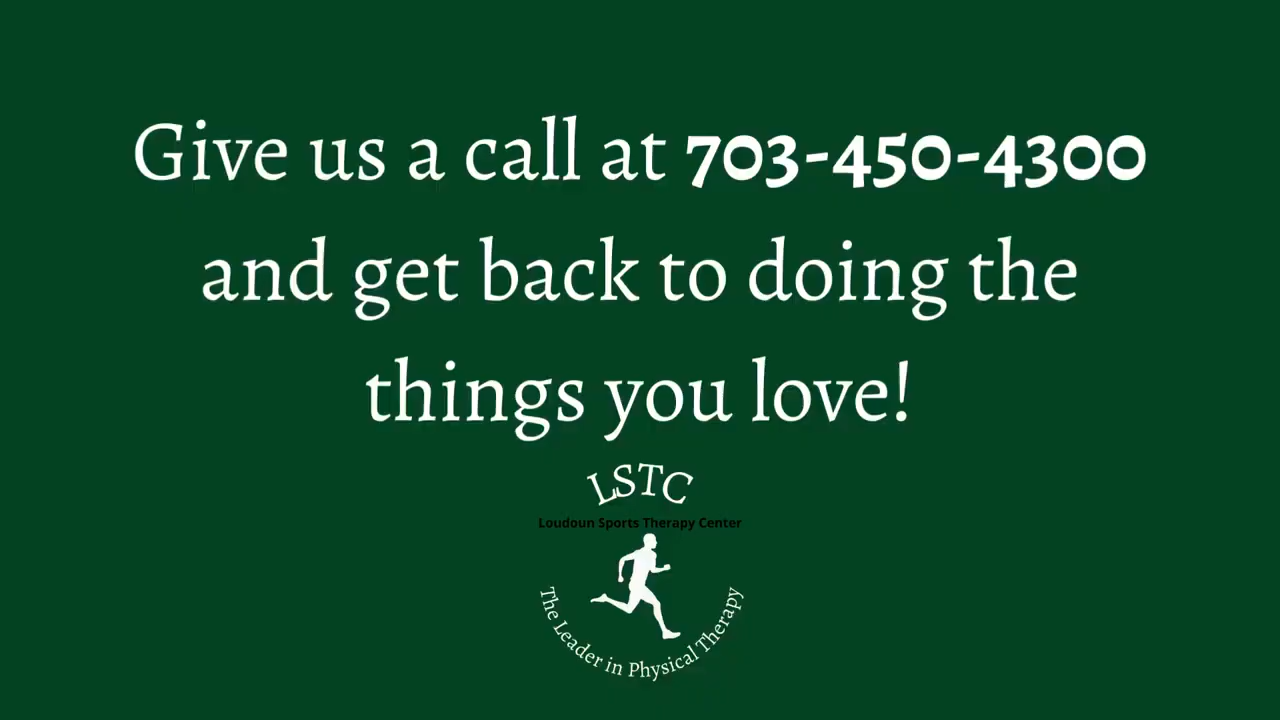 Give us a call at 703-450-4300
and get back to doing the
things you love!
LSTC
Loudoun Sports Therapy Center
The Leader in Physical Therapy